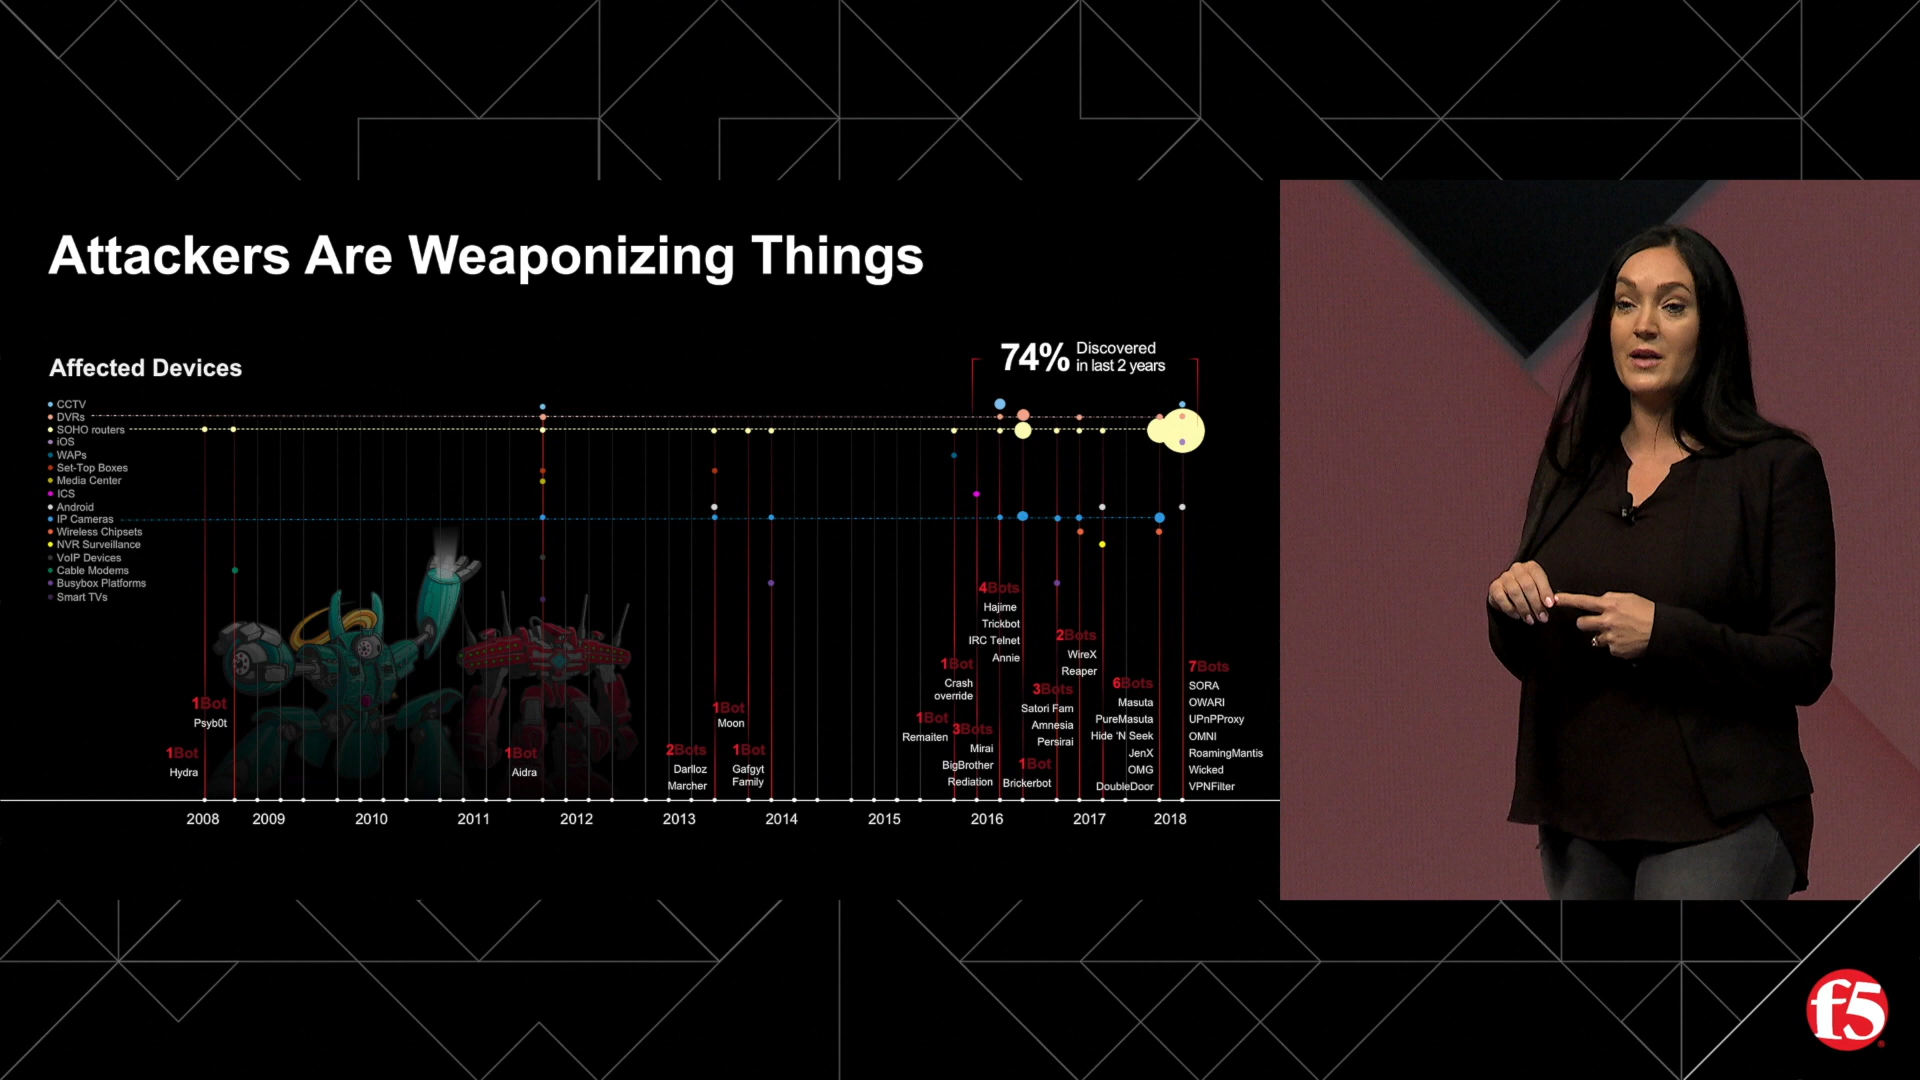 Attackers Are Weaponizing Things
74% Discovered
in last 2 years
Affected Devices
CCTV
DVRs
SOHO routers
iOS
WAPs
Set-Top Boxes
Media Center
ICS
Android
IP Cameras
Wireless Chipsets
NVR Surveillance
VoIP Devices
Cable Modems
Busybox Platforms
Smart TVs
1Bot
Hydra
1Bot
Psyb0t
1Bot
Aidra
2Bots
Darlloz
Marcher
1Bot
Moon
1Bot
Gafgyt
Family
1Bot
Remaiten
1Bot
Crash
override
3Bots
Mirai
BigBrother
Rediation
4Bots
Hajime
Trickbot
IRC Telnet
Annie
1Bot
Brickerbot
3Bots
Satori Fam
Amnesia
Persirai
2Bots
WireX
Reaper
6Bots
Masuta
PureMasuta
Hide 'N Seek
JenX
OMG
DoubleDoor
7Bots
SORA
OWARI
UPnPProxy
OMNI
RoamingMantis
Wicked
VPNFilter
2008 2009 2010 2011 2012 2013 2014 2015 2016 2017 2018
f5